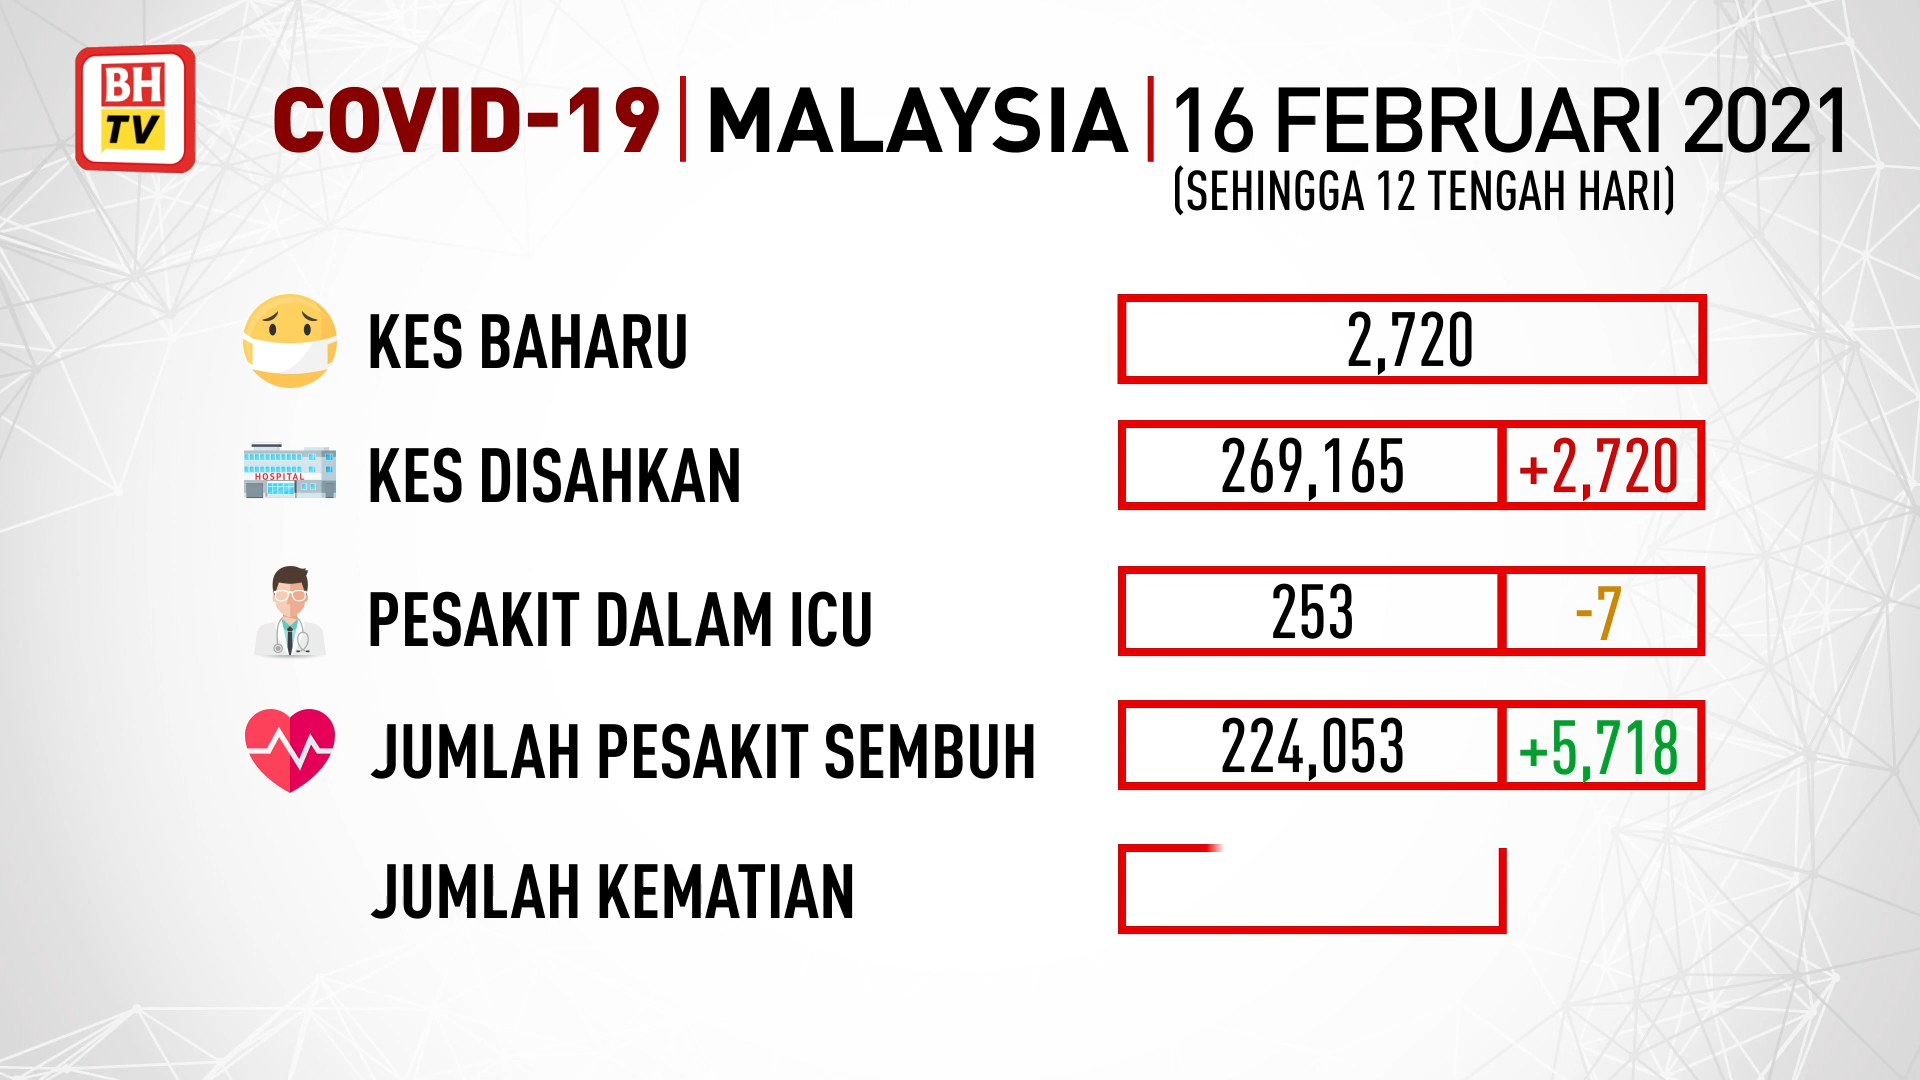 BH
TV
COVID-19 | MALAYSIA | 16 FEBRUARI 2021
(SEHINGGA 12 TENGAH HARI)
KES BAHARU 2,720
HOSPITAL
KES DISAHKAN 269,165 +2,720
PESAKIT DALAM ICU 253 -7
JUMLAH PESAKIT SEMBUH 224,053 +5,718
JUMLAH KEMATIAN